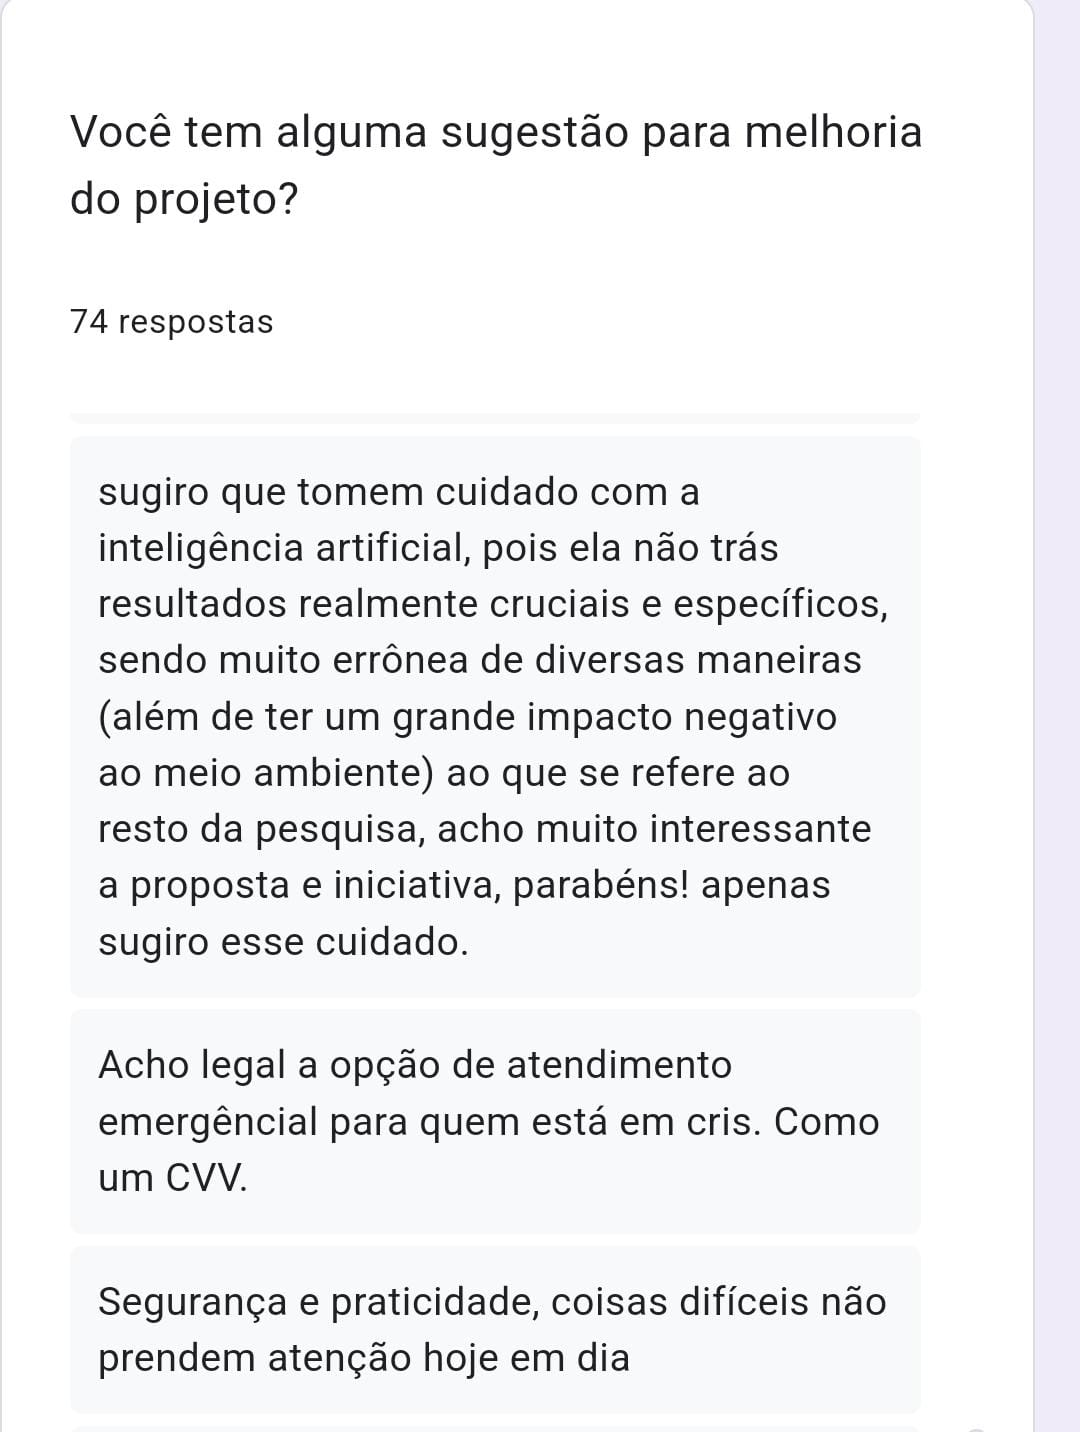 Você tem alguma sugestão para melhoria
do projeto?
74 respostas
sugiro que tomem cuidado com a
inteligência artificial, pois ela não trás
resultados realmente cruciais e específicos,
sendo muito errônea de diversas maneiras
(além de ter um grande impacto negativo
ao meio ambiente) ao que se refere ao
resto da pesquisa, acho muito interessante
a proposta e iniciativa, parabéns! apenas
sugiro esse cuidado.
Acho legal a opção de atendimento
emergêncial para quem está em cris. Como
um CVV.
Segurança e praticidade, coisas difíceis não
prendem atenção hoje em dia